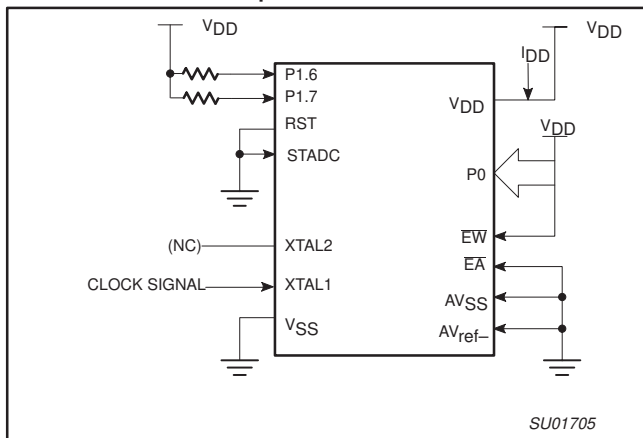 VDD
P1.6
P1.7
RST
STADC
(NC)
XTAL2
CLOCK SIGNAL
XTAL1
VSS
VDD
IDD
VDD
VDD
P0
EW
EA
AVSS
AVref–
SU01705